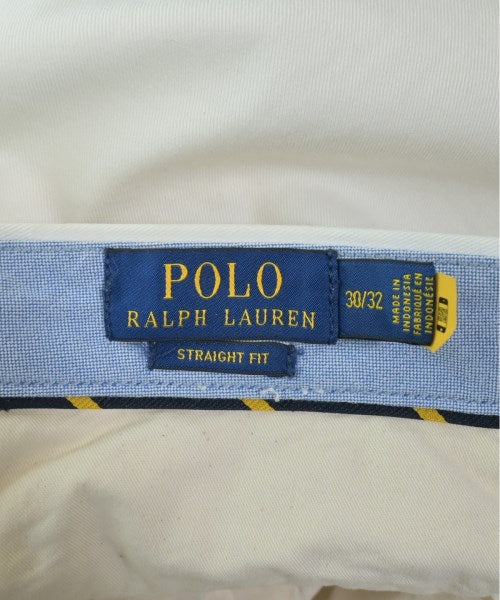 POLO
RALPH LAUREN
STRAIGHT FIT
30/32
MADE IN
INDONESIA
FABRIQUÉ EN
INDONÉSIE